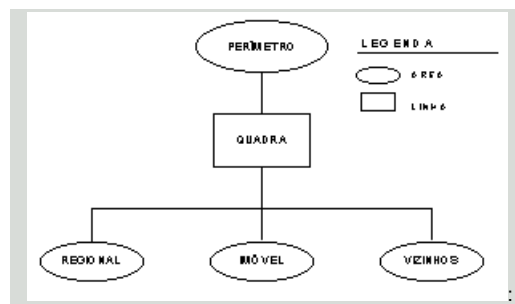 PERÍMETRO
LEGENDA
ÁREA
LINHA
QUADRA
REGIONAL
IMÓVEL
VIZINHOS
: